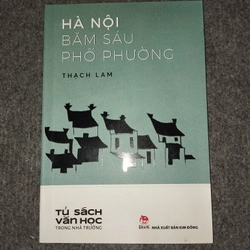 HÀ NỘI
BĂM SÁU
PHỐ PHƯỜNG
THẠCH LAM
TỦ SÁCH
VĂN HỌC
TRONG NHÀ TRƯỜNG
NHÀ XUẤT BẢN KIM ĐỒNG